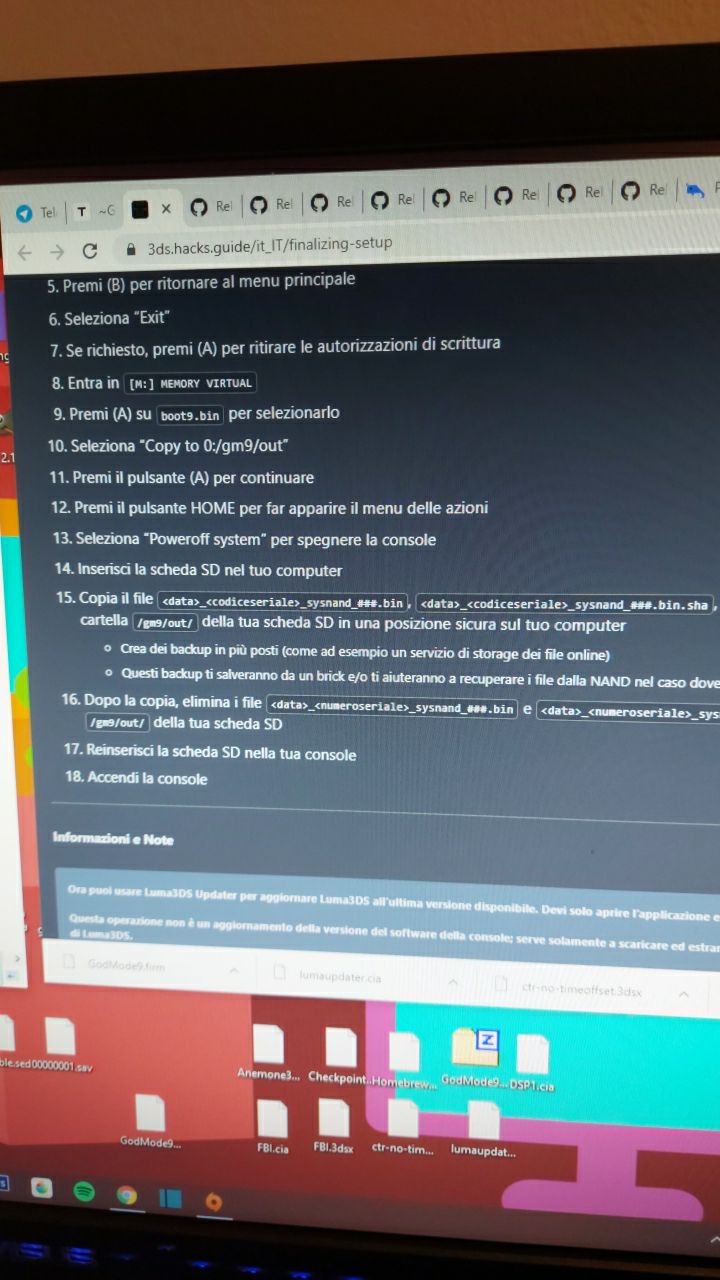 Tel
T ~G
Rel
Rel
Rel
Rel
Rel
Rel
Rel
Rel
3ds.hacks.guide/it_IT/finalizing-setup
5. Premi (B) per ritornare al menu principale
6. Seleziona “Exit”
7. Se richiesto, premi (A) per ritirare le autorizzazioni di scrittura
8. Entra in [M:] MEMORY VIRTUAL
9. Premi (A) su boot9.bin per selezionarlo
10. Seleziona “Copy to 0:/gm9/out”
11. Premi il pulsante (A) per continuare
12. Premi il pulsante HOME per far apparire il menu delle azioni
13. Seleziona “Poweroff system” per spegnere la console
14. Inserisci la scheda SD nel tuo computer
15. Copia il file <data>_<codiceseriale>_sysnand_###.bin, <data>_<codiceseriale>_sysnand_###.bin.sha,
cartella /gm9/out/ della tua scheda SD in una posizione sicura sul tuo computer
Crea dei backup in più posti (come ad esempio un servizio di storage dei file online)
Questi backup ti salveranno da un brick e/o ti aiuteranno a recuperare i file dalla NAND nel caso dove
16. Dopo la copia, elimina i file <data>_<numeroseriale>_sysnand_###.bin e <data>_<numeroseriale>_sys
/gm9/out/ della tua scheda SD
17. Reinserisci la scheda SD nella tua console
18. Accendi la console
Informazioni e Note
Ora puoi usare Luma3DS Updater per aggiornare Luma3DS all'ultima versione disponibile. Devi solo aprire l'applicazione e
Questa operazione non è un aggiornamento della versione del software della console; serve solamente a scaricare ed estrar
di Luma3DS.
GodMode9.firm
lumaupdater.cia
ctr-no-timeoffset.3dsx
2.1
ble.sed
00000001.sav
Anemone3...
Checkpoint...
Homebrew...
GodMode9...
DSP1.cia
GodMode9...
FBI.cia
FBI.3dsx
ctr-no-tim...
lumaupdat...